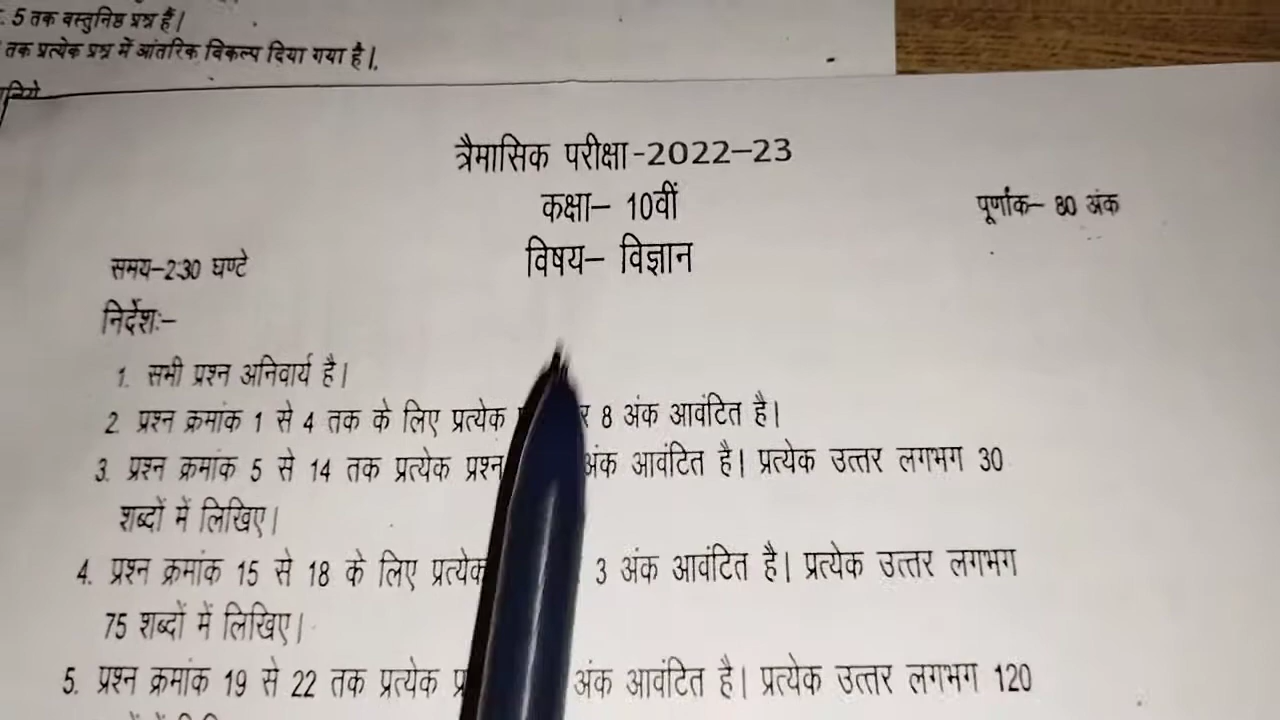 5 तक वस्तुनिष्ठ प्रश्न हैं।
तक प्रत्येक प्रश्न में आंतरिक विकल्प दिया गया है।
त्रैमासिक परीक्षा-2022-23
कक्षा- 10वीं
पूर्णांक- 80 अंक
विषय- विज्ञान
समय-2:30 घण्टे
निर्देशः-
1. सभी प्रश्न अनिवार्य है।
2. प्रश्न क्रमांक 1 से 4 तक के लिए प्रत्येक 8 अंक आवंटित है।
3. प्रश्न क्रमांक 5 से 14 तक प्रत्येक प्रश्न अंक आवंटित है। प्रत्येक उत्तर लगभग 30
शब्दों में लिखिए।
4. प्रश्न क्रमांक 15 से 18 के लिए प्रत्येक 3 अंक आवंटित है। प्रत्येक उत्तर लगभग
75 शब्दों में लिखिए।
5. प्रश्न क्रमांक 19 से 22 तक प्रत्येक अंक आवंटित है। प्रत्येक उत्तर लगभग 120